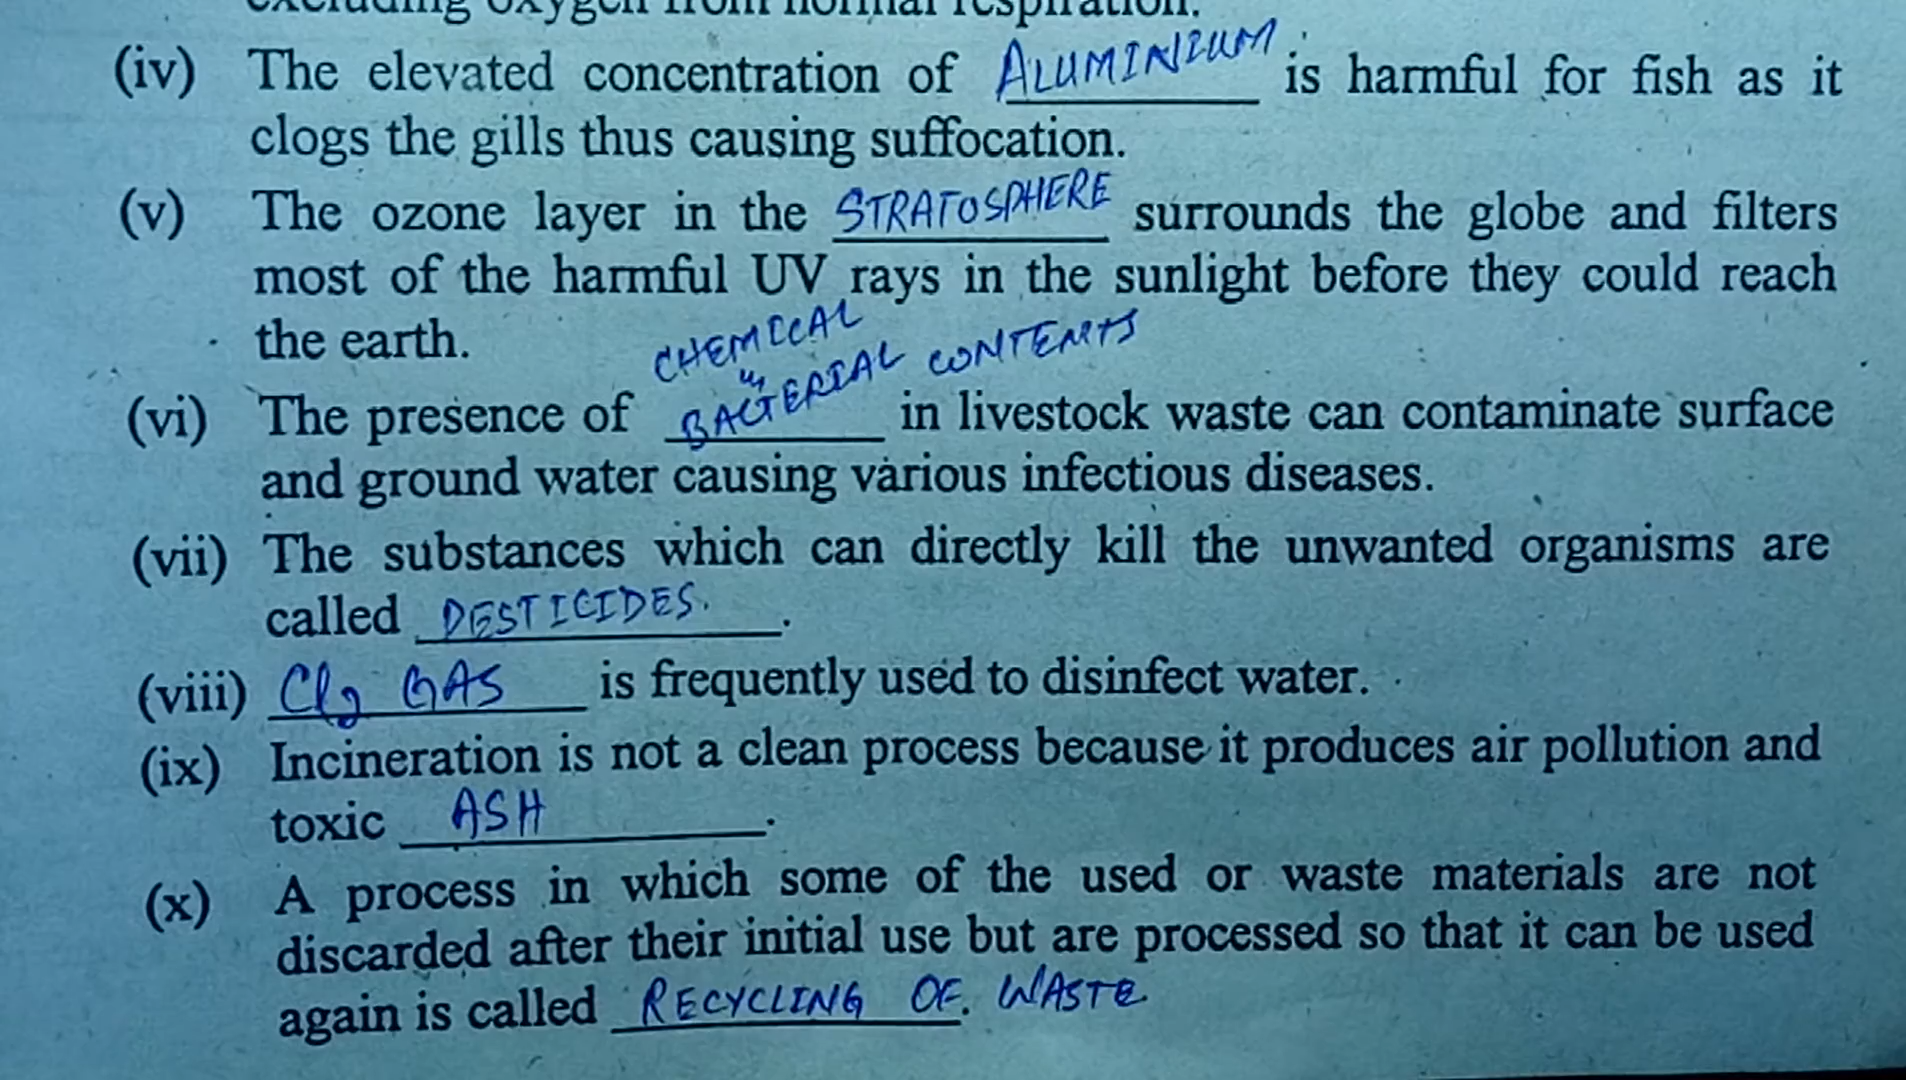 excluding oxygen from normal respiration.
(iv) The elevated concentration of ALUMINIUM is harmful for fish as it
clogs the gills thus causing suffocation.
(v) The ozone layer in the STRATOSPHERE surrounds the globe and filters
most of the harmful UV rays in the sunlight before they could reach
the earth.
CHEMICAL
(vi) The presence of BACTERIAL CONTENTS in livestock waste can contaminate surface
and ground water causing various infectious diseases.
(vii) The substances which can directly kill the unwanted organisms are
called PESTICIDES.
(viii) Cl2 GAS is frequently used to disinfect water.
(ix) Incineration is not a clean process because it produces air pollution and
toxic ASH.
(x) A process in which some of the used or waste materials are not
discarded after their initial use but are processed so that it can be used
again is called RECYCLING OF WASTE.